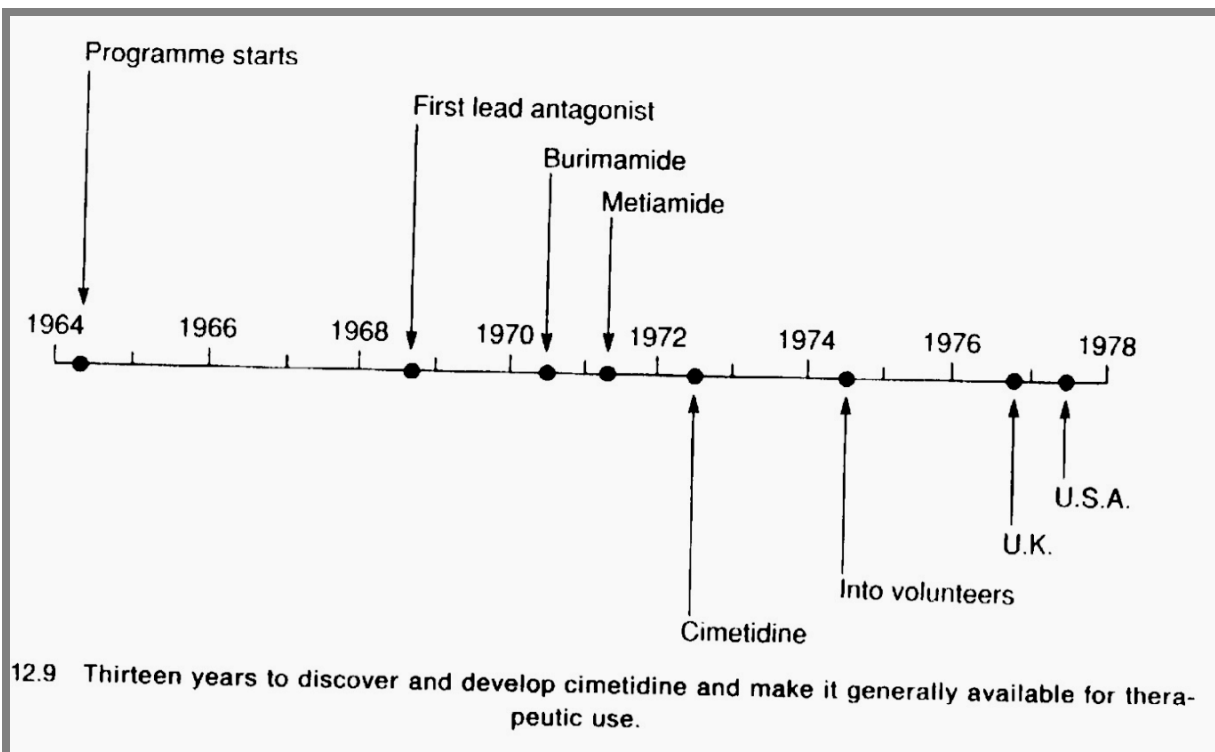 Programme starts
First lead antagonist
Burimamide
Metiamide
1964 1966 1968 1970 1972 1974 1976 1978
U.S.A.
U.K.
Into volunteers
Cimetidine
12.9 Thirteen years to discover and develop cimetidine and make it generally available for thera-
peutic use.